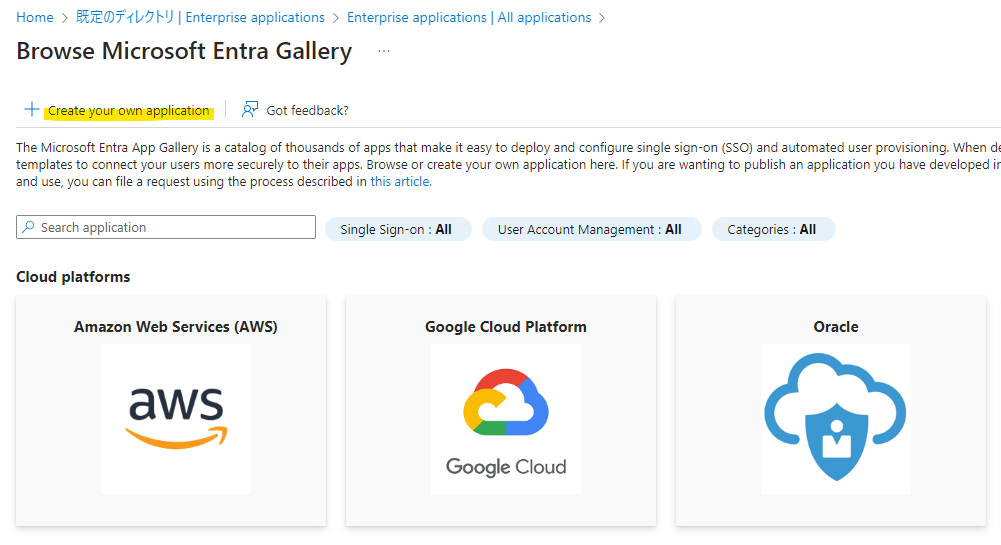 Home > 既定のディレクトリ | Enterprise applications > Enterprise applications | All applications >
Browse Microsoft Entra Gallery ...
+ Create your own application | Got feedback?
The Microsoft Entra App Gallery is a catalog of thousands of apps that make it easy to deploy and configure single sign-on (SSO) and automated user provisioning. When
templates to connect your users more securely to their apps. Browse or create your own application here. If you are wanting to publish an application you have developed
and use, you can file a request using the process described in this article.
Search application
Single Sign-on : All
User Account Management : All
Categories : All
Cloud platforms
Amazon Web Services (AWS)
Google Cloud Platform
Oracle
aws
Google Cloud